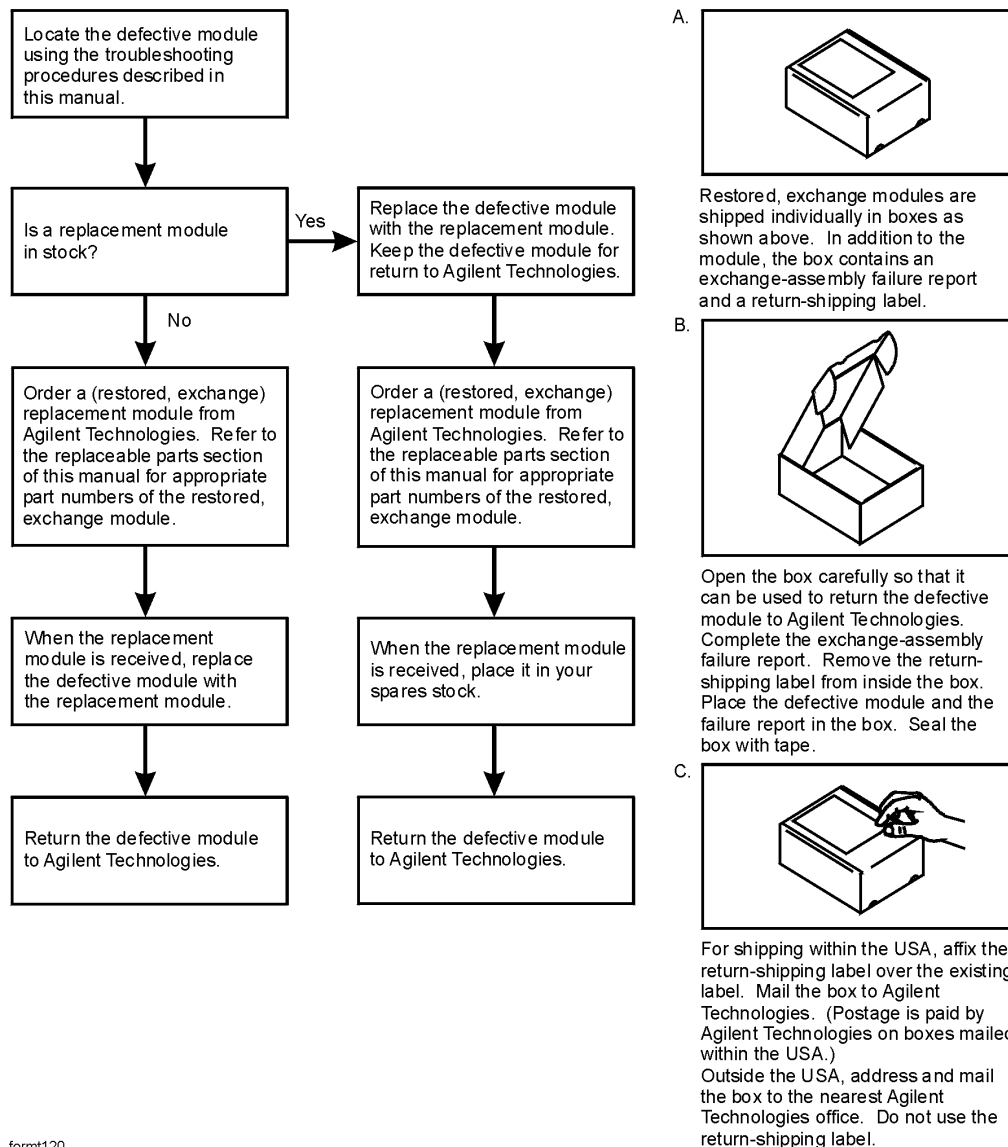 Locate the defective module
using the troubleshooting
procedures described in
this manual.
Is a replacement module
in stock?
Yes
Replace the defective module
with the replacement module.
Keep the defective module for
return to Agilent Technologies.
No
Order a (restored, exchange)
replacement module from
Agilent Technologies. Refer to
the replaceable parts section
of this manual for appropriate
part numbers of the restored,
exchange module.
Order a (restored, exchange)
replacement module from
Agilent Technologies. Refer to
the replaceable parts section
of this manual for appropriate
part numbers of the restored,
exchange module.
When the replacement
module is received, replace
the defective module with
the replacement module.
When the replacement module
is received, place it in your
spares stock.
Return the defective module
to Agilent Technologies.
Return the defective module
to Agilent Technologies.
A.
Restored, exchange modules are
shipped individually in boxes as
shown above. In addition to the
module, the box contains an
exchange-assembly failure report
and a return-shipping label.
B.
Open the box carefully so that it
can be used to return the defective
module to Agilent Technologies.
Complete the exchange-assembly
failure report. Remove the return-
shipping label from inside the box.
Place the defective module and the
failure report in the box. Seal the
box with tape.
C.
For shipping within the USA, affix the
return-shipping label over the existing
label. Mail the box to Agilent
Technologies. (Postage is paid by
Agilent Technologies on boxes mailed
within the USA.)
Outside the USA, address and mail
the box to the nearest Agilent
Technologies office. Do not use the
return-shipping label.
formt120